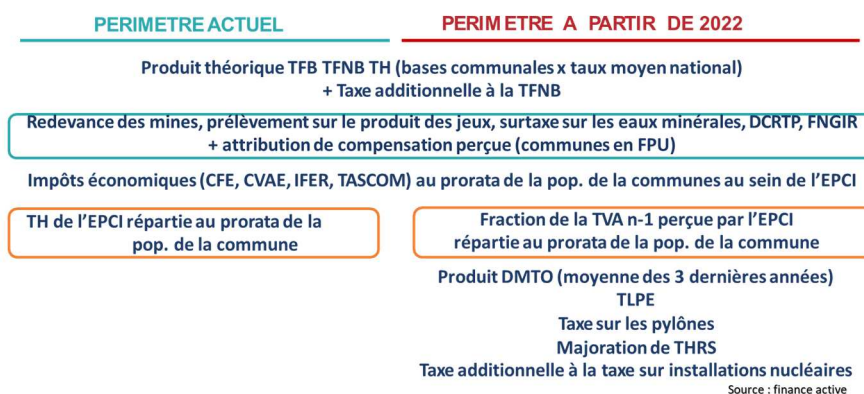 PERIMETRE ACTUEL
PERIMETRE A PARTIR DE 2022
Produit théorique TFB TFNB TH (bases communales x taux moyen national)
+ Taxe additionnelle à la TFNB
Redevance des mines, prélèvement sur le produit des jeux, surtaxe sur les eaux minérales, DCRTP, FNGIR
+ attribution de compensation perçue (communes en FPU)
Impôts économiques (CFE, CVAE, IFER, TASCOM) au prorata de la pop. de la communes au sein de l’EPCI
TH de l’EPCI répartie au prorata de la
pop. de la commune
Fraction de la TVA n-1 perçue par l’EPCI
répartie au prorata de la pop. de la commune
Produit DMTO (moyenne des 3 dernières années)
TLPE
Taxe sur les pylônes
Majoration de THRS
Taxe additionnelle à la taxe sur installations nucléaires
Source : finance active